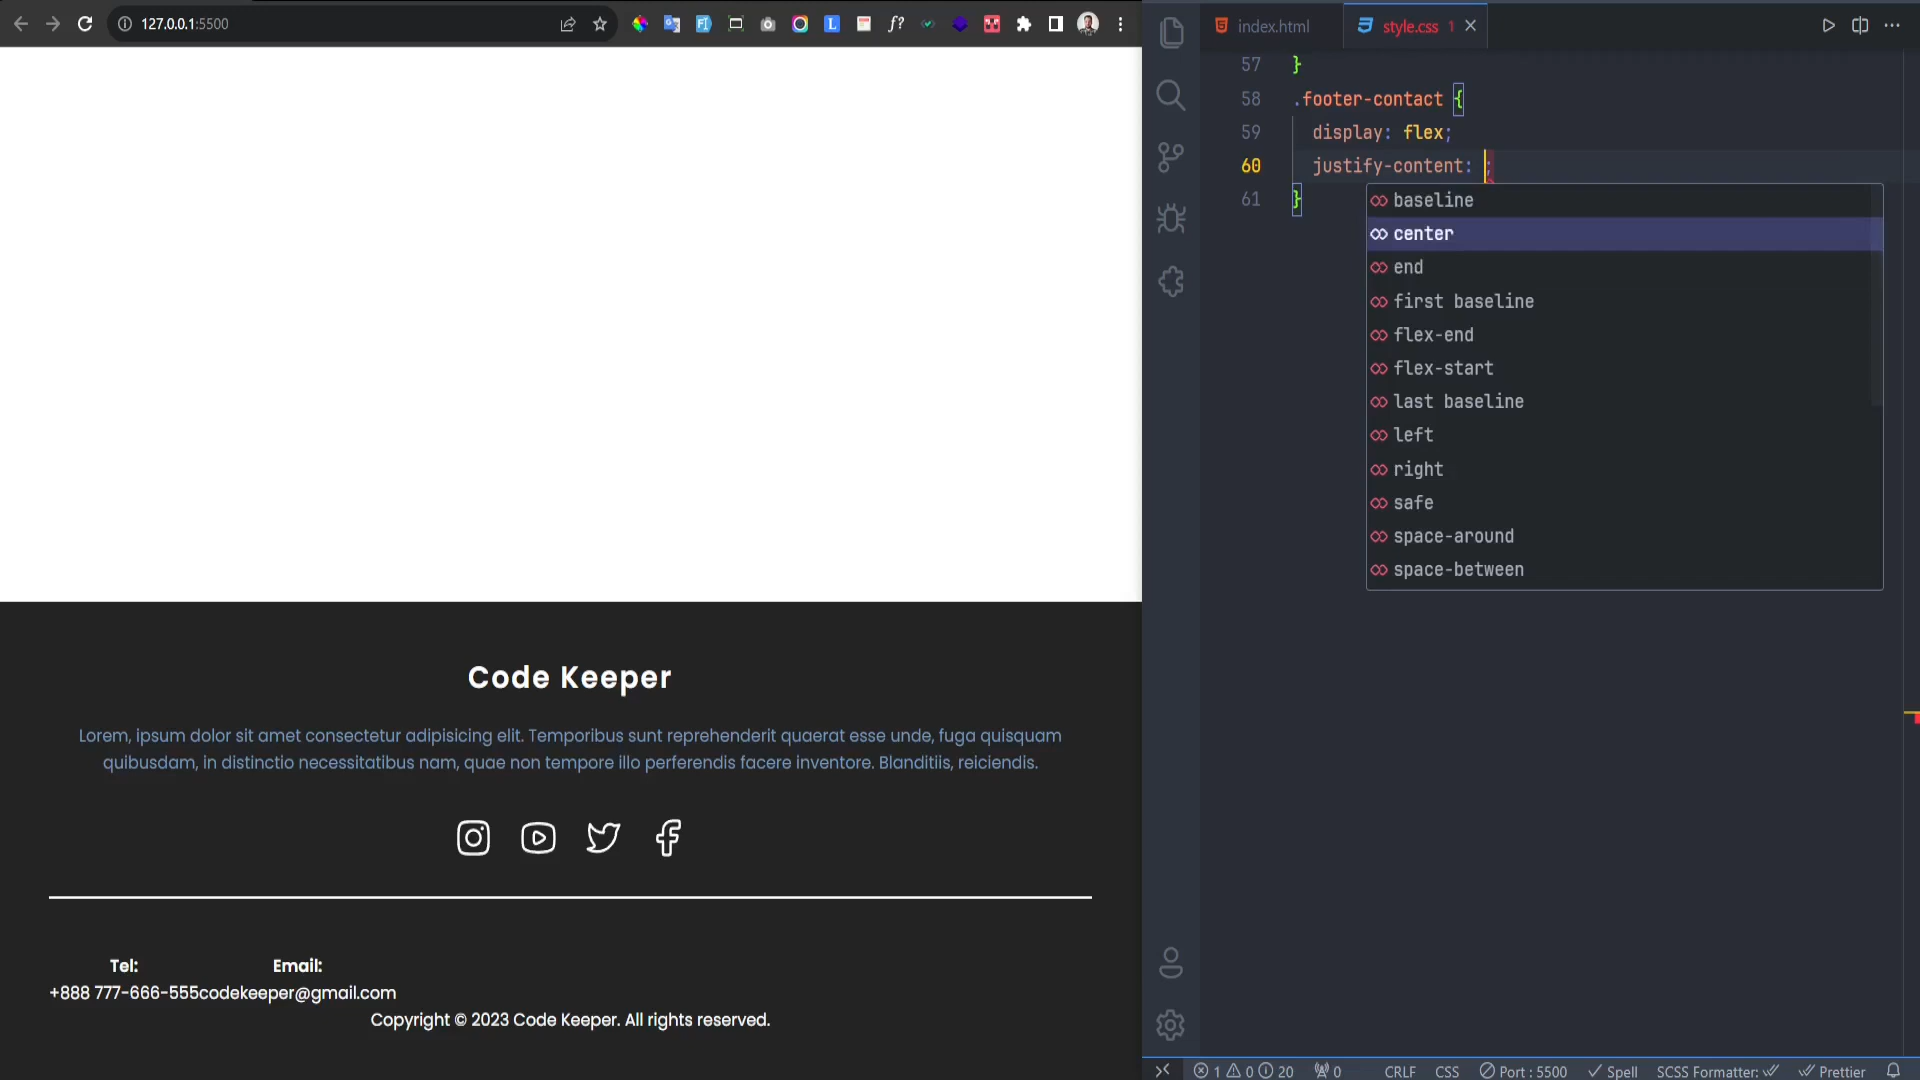 127.0.0.1:5500
index.html
style.css 1
57 }
58 .footer-contact {
59 display: flex;
60 justify-content: ;
61 }
baseline
center
end
first baseline
flex-end
flex-start
last baseline
left
right
safe
space-around
space-between
Code Keeper
Lorem, ipsum dolor sit amet consectetur adipisicing elit. Temporibus sunt reprehenderit quaerat esse unde, fuga quisquam
quibusdam, in distinctio necessitatibus nam, quae non tempore illo perferendis facere inventore. Blanditiis, reiciendis.
Tel: Email:
+888 777-666-555codekeeper@gmail.com
Copyright © 2023 Code Keeper. All rights reserved.
1 0 20 0 CRLF CSS Port : 5500 Spell SCSS Formatter: Prettier